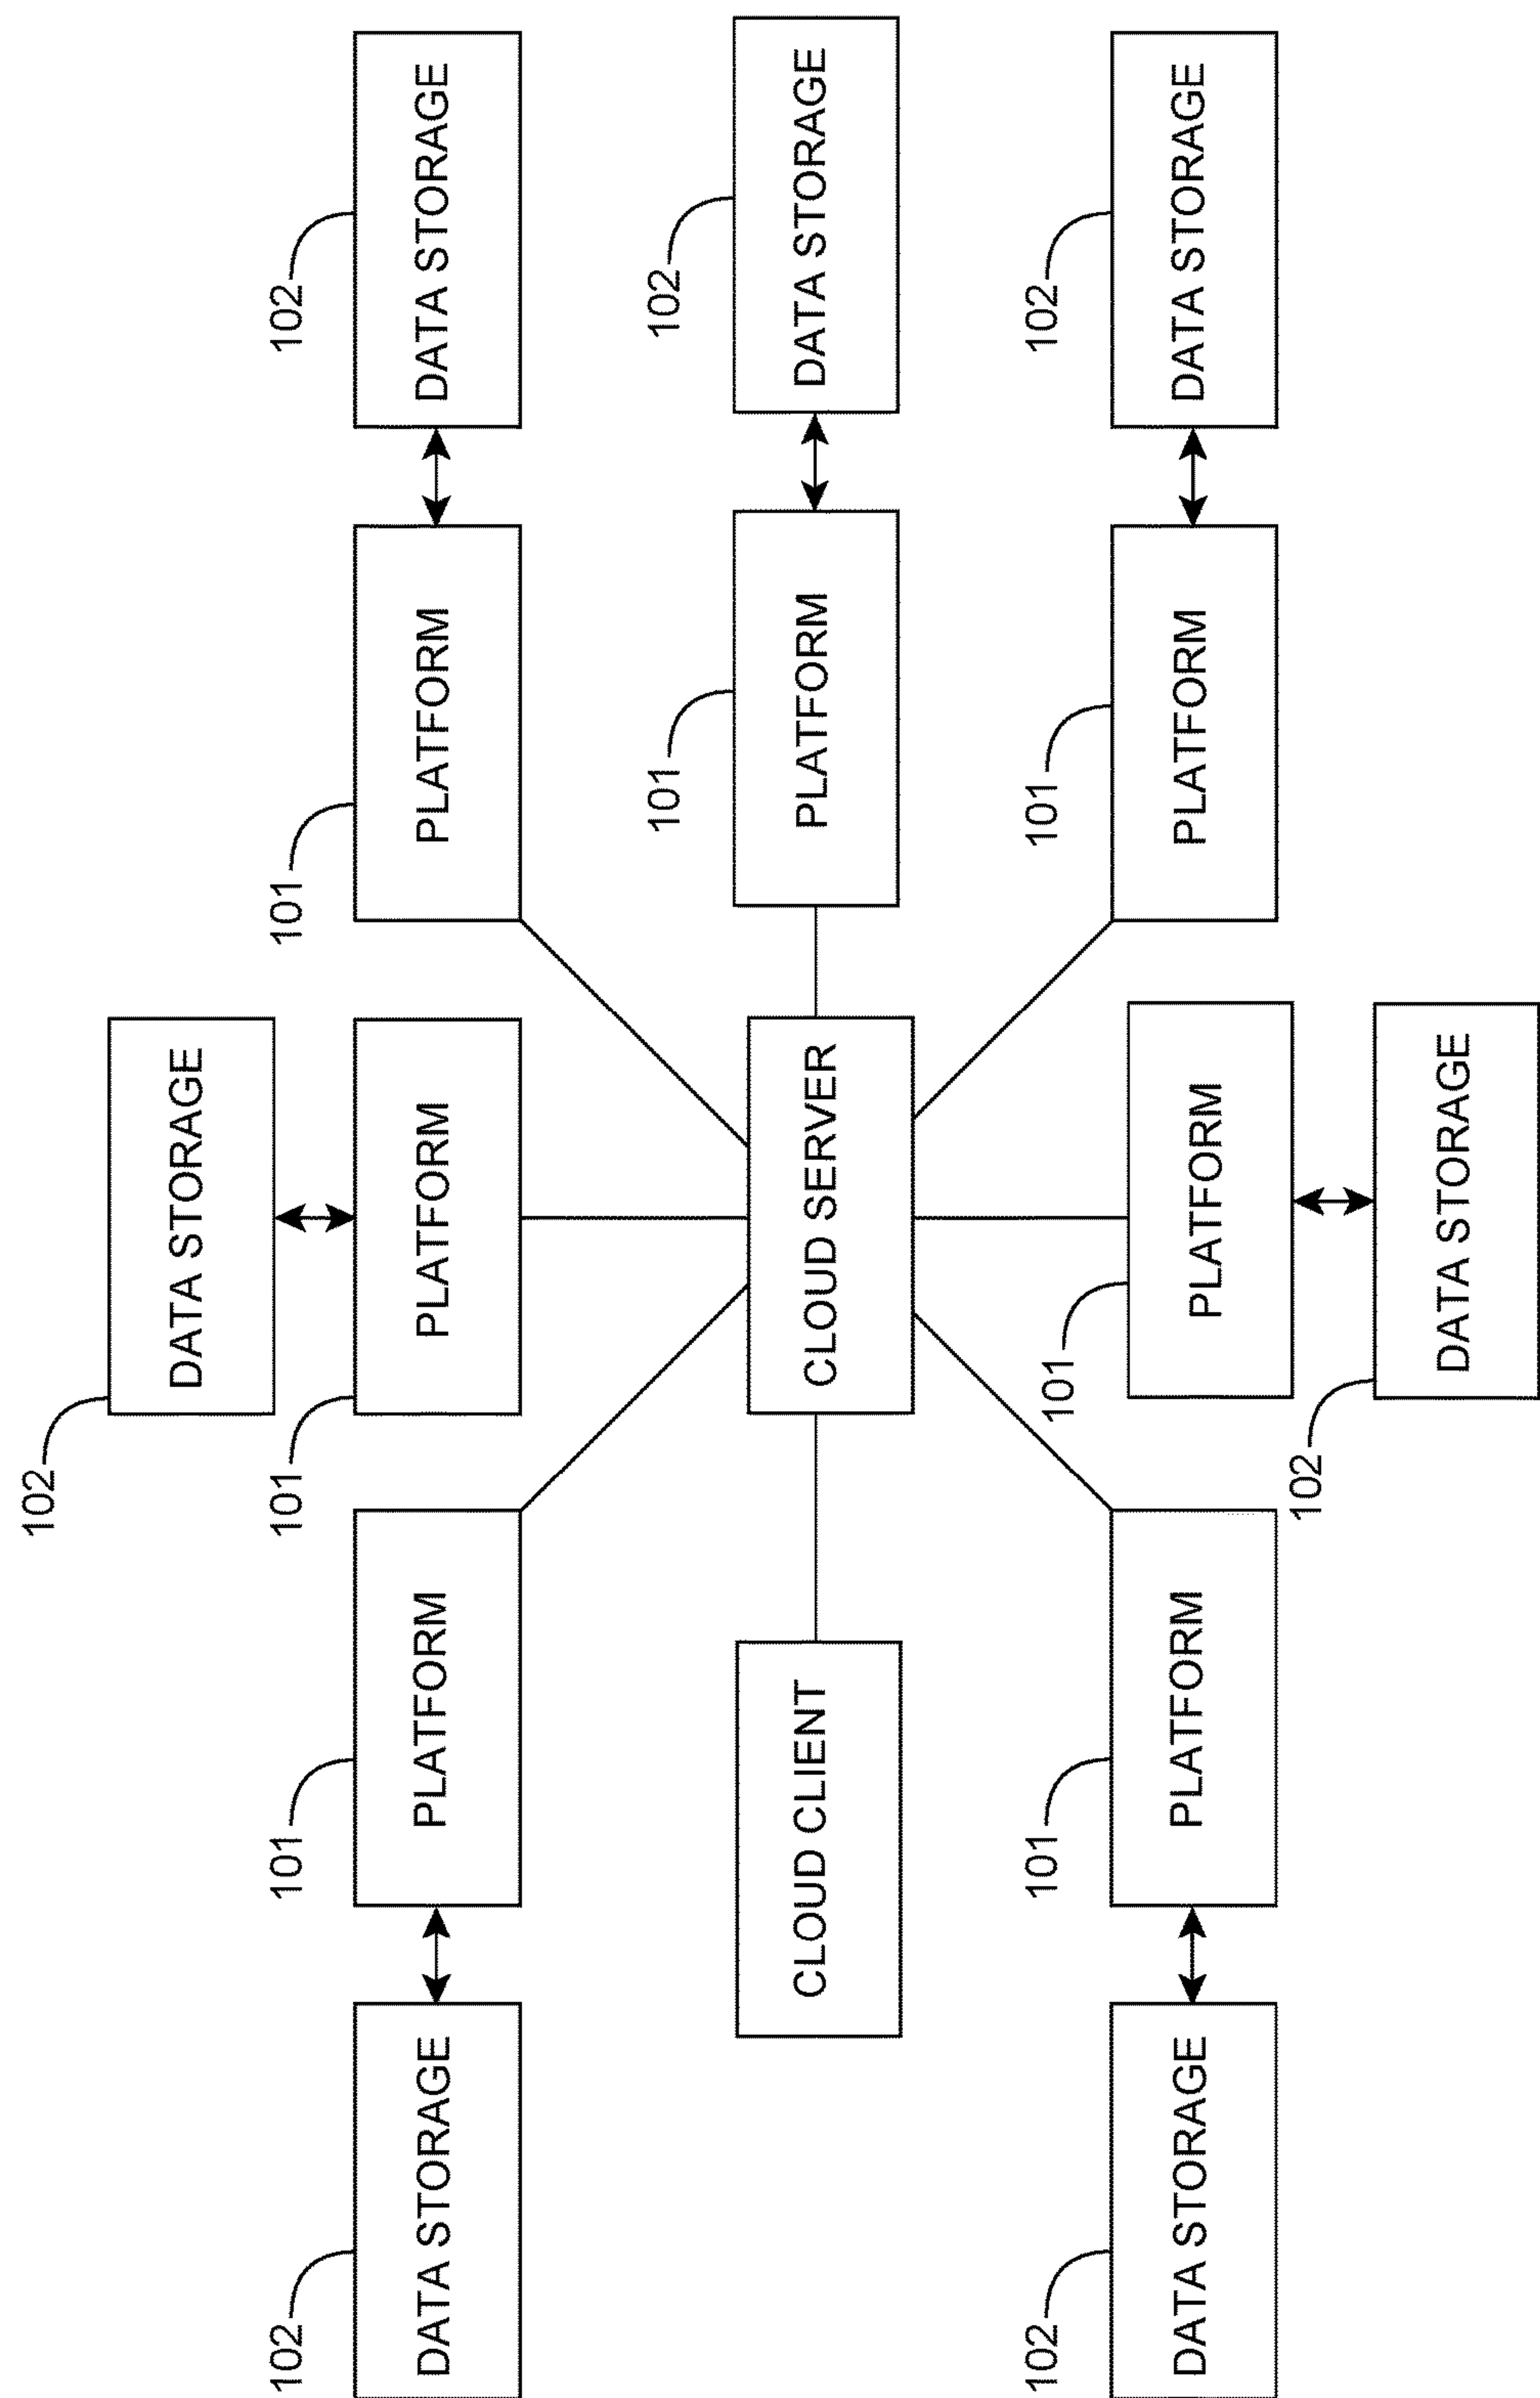 102
DATA STORAGE
102
101
101
101
102
DATA STORAGE
PLATFORM
PLATFORM
PLATFORM
DATA STORAGE
101
102
CLOUD CLIENT
CLOUD SERVER
PLATFORM
DATA STORAGE
102
101
101
101
102
DATA STORAGE
PLATFORM
PLATFORM
PLATFORM
DATA STORAGE
102
DATA STORAGE